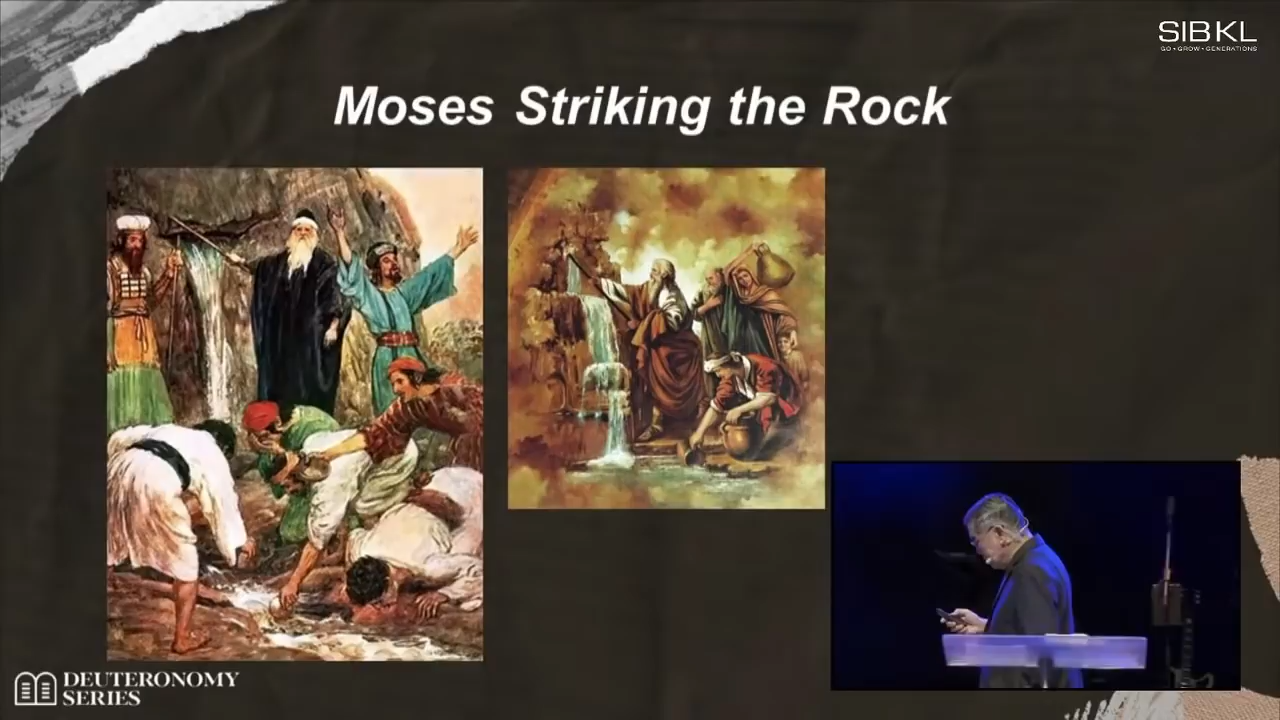 SIBKL
GO • GROW • GENERATIONS
Moses Striking the Rock
DEUTERONOMY
SERIES